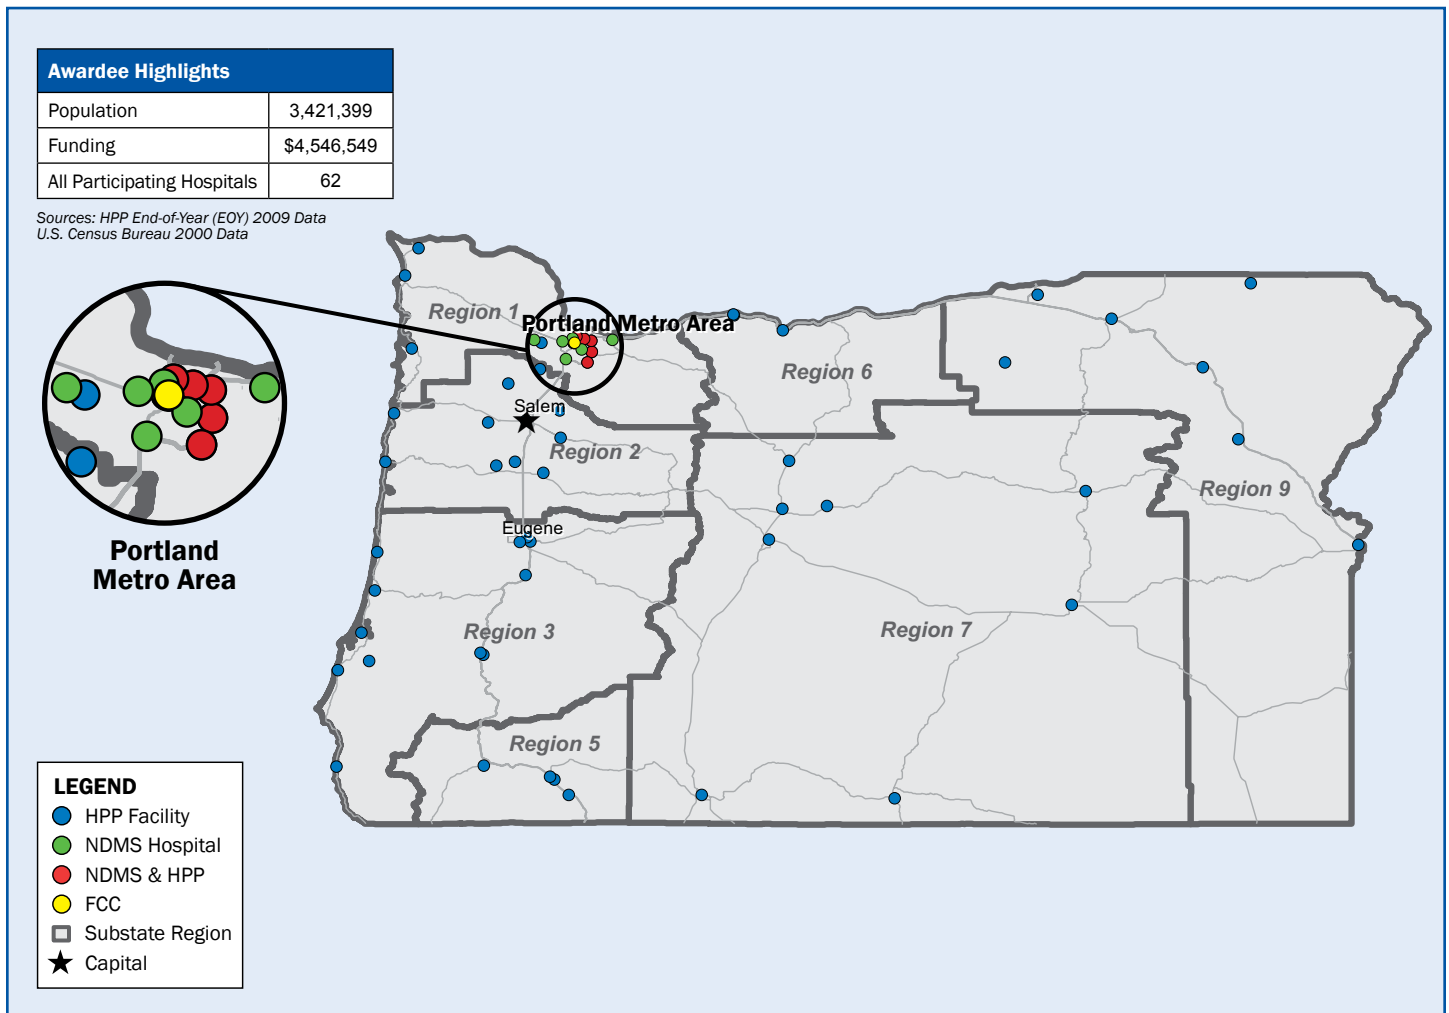 Awardee Highlights
Population 3,421,399
Funding $4,546,549
All Participating Hospitals 62
Sources: HPP End-of-Year (EOY) 2009 Data
U.S. Census Bureau 2000 Data
Region 1
Portland Metro Area
Region 6
Salem
Region 2
Region 9
Eugene
Portland
Metro Area
Region 3
Region 7
Region 5
LEGEND
HPP Facility
NDMS Hospital
NDMS & HPP
FCC
Substate Region
Capital